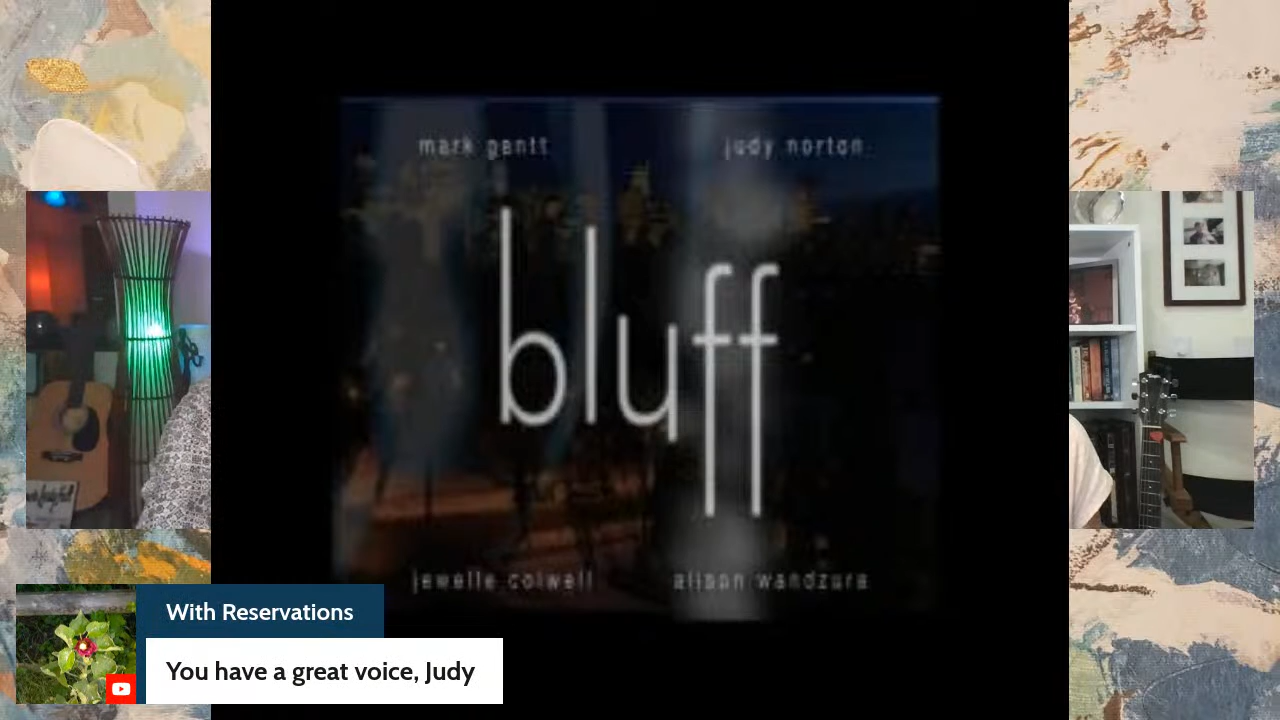 mark gantt
judy norton
bluff
jewelle colwell
alison wandzura
With Reservations
You have a great voice, Judy